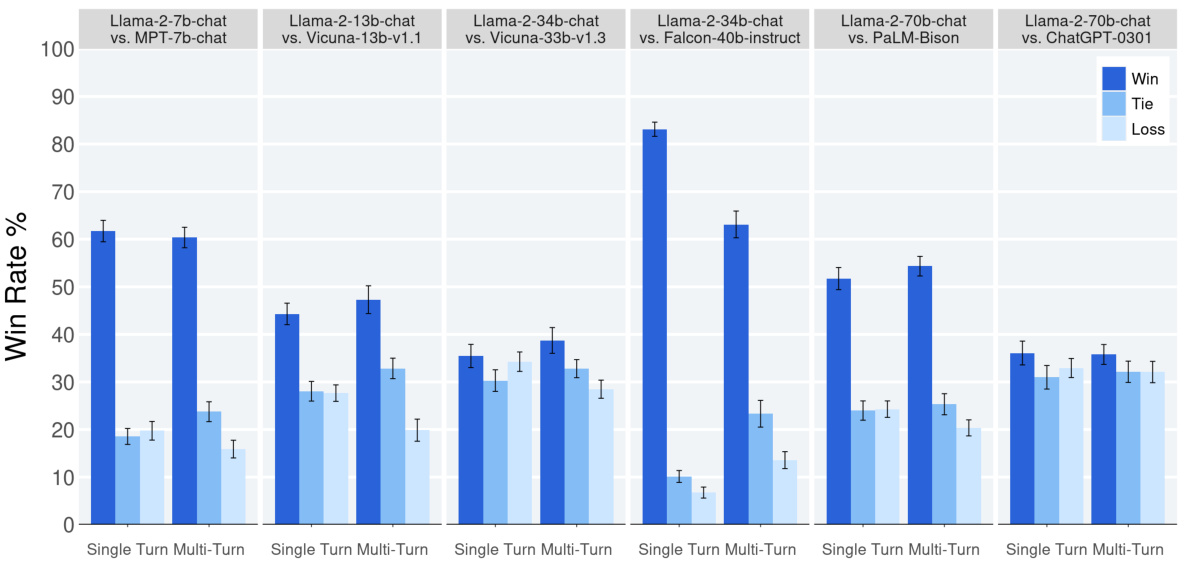 Llama-2-7b-chat
vs. MPT-7b-chat
Llama-2-13b-chat
vs. Vicuna-13b-v1.1
Llama-2-34b-chat
vs. Vicuna-33b-v1.3
Llama-2-34b-chat
vs. Falcon-40b-instruct
Llama-2-70b-chat
vs. PaLM-Bison
Llama-2-70b-chat
vs. ChatGPT-0301
Win Rate %
100
90
80
70
60
50
40
30
20
10
0
Win
Tie
Loss
Single Turn Multi-Turn
Single Turn Multi-Turn
Single Turn Multi-Turn
Single Turn Multi-Turn
Single Turn Multi-Turn
Single Turn Multi-Turn